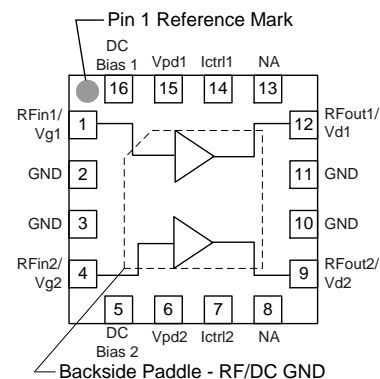 Pin 1 Reference Mark
DC
Bias 1
Vpd1
Ictrl1
NA
16
15
14
13
RFin1/
Vg1
1
12
RFout1/
Vd1
GND
2
11
GND
GND
3
10
GND
RFin2/
Vg2
4
9
RFout2/
Vd2
5
6
7
8
DC
Bias 2
Vpd2
Ictrl2
NA
Backside Paddle - RF/DC GND